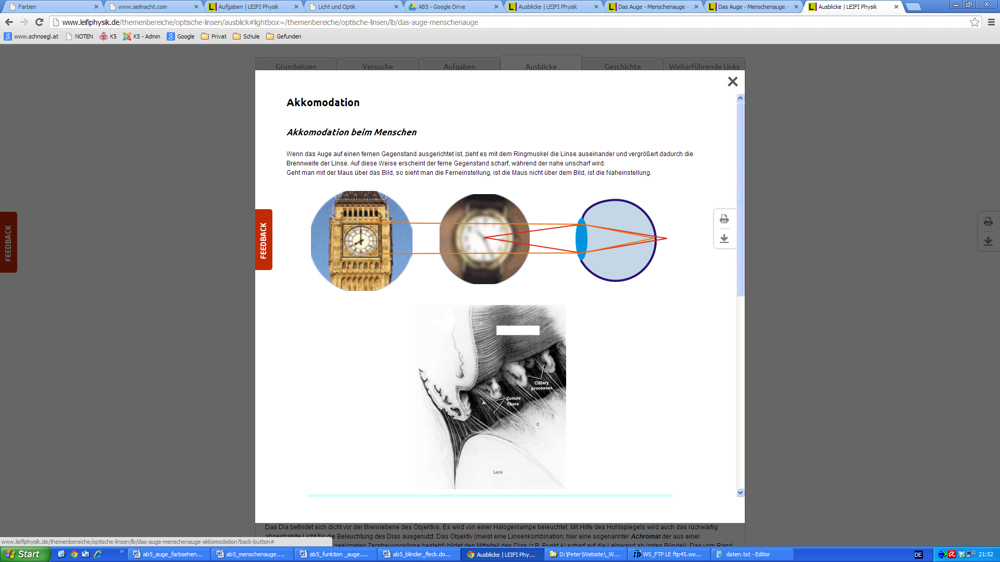 Farben
www.seilnacht.com
Aufgaben | LEIFI Physik
Licht und Optik
AB5 - Google Drive
Ausblicke | LEIFI Physik
Das Auge - Menschenauge -
Das Auge - Menschenauge -
Ausblicke | LEIFI Physik
www.leifiphysik.de/themenbereiche/optische-linsen/ausblick#lightbox=/themenbereiche/optische-linsen/lb/das-auge-menschenauge
www.schnoegl.at
NOTEN
K5
K5 - Admin
Google
Privat
Schule
Gefunden
Grundwissen
Versuche
Aufgaben
Ausblicke
Geschichte
Weiterführende Links
Akkomodation
Akkomodation beim Menschen
Wenn das Auge auf einen fernen Gegenstand ausgerichtet ist, zieht es mit dem Ringmuskel die Linse auseinander und vergrößert dadurch die
Brennweite der Linse. Auf diese Weise erscheint der ferne Gegenstand scharf, während der nahe unscharf wird.
Geht man mit der Maus über das Bild, so sieht man die Ferneinstellung, ist die Maus nicht über dem Bild, ist die Naheinstellung.
FEEDBACK
FEEDBACK
Cilliary
processes
B
A
Zonule
fibers
C
Lens
Das Dia befindet sich dicht vor der Brennebene des Objektivs. Es wird von einer Halogenlampe beleuchtet. Mit Hilfe des Hohlspiegels wird auch das rückwärtig
abgestrahlte Licht für die Beleuchtung des Dias ausgenutzt. Das Objektiv (meist eine Linsenkombination; hier eine sogenannter Achromat der aus einer
geeigneten Zerstreuungslinse besteht) bildet den Mittelteil des Dias (z.B. Punkt A) scharf auf die Leinwand ab (rotes Bündel). Das vom Rand
www.leifiphysik.de/themenbereiche/optische-linsen/lb/das-auge-menschenauge-akkomodation?back-button#
Start
ab5_auge_farbsehen...
ab5_menschenauge....
ab5_funktion _auge....
ab5_blinder_fleck.do...
Ausblicke | LEIFI Phy...
D:\Peter\Website\_W...
WS_FTP LE ftp45.wo...
daten.txt - Editor
DE
21:52